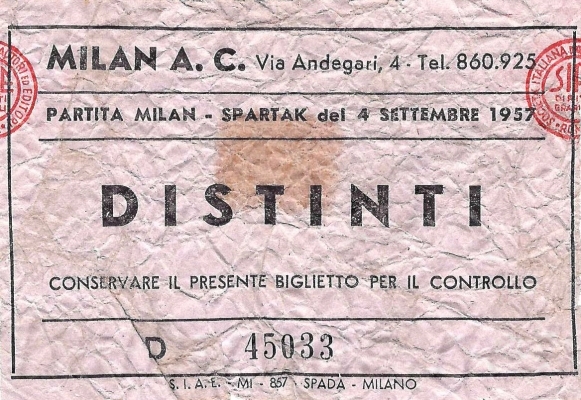 MILAN A. C. Via Andegari, 4 - Tel. 860.925
PARTITA MILAN - SPARTAK del 4 SETTEMBRE 1957
DISTINTI
CONSERVARE IL PRESENTE BIGLIETTO PER IL CONTROLLO
D 45033
S. I. A. E. - MI - 857 - SPADA - MILANO